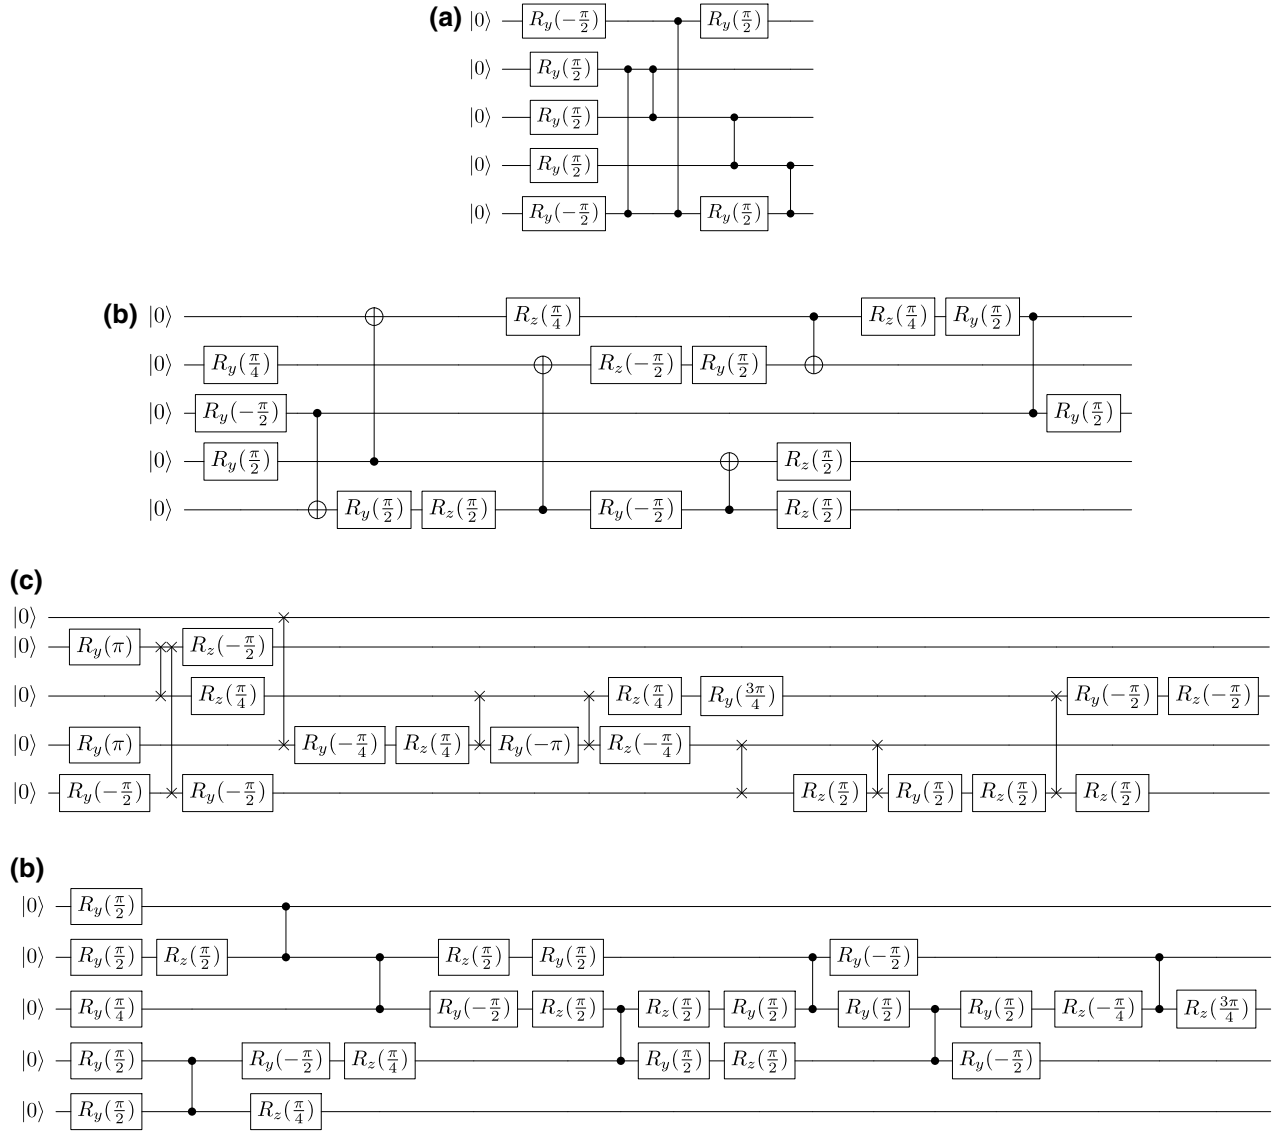 (a) |0⟩ R_y(−π/2) R_y(π/2)
|0⟩ R_y(π/2)
|0⟩ R_y(π/2)
|0⟩ R_y(π/2)
|0⟩ R_y(−π/2) R_y(π/2)
(b) |0⟩ R_z(π/4) R_z(π/4) R_y(π/2)
|0⟩ R_y(π/4) R_z(−π/2) R_y(π/2)
|0⟩ R_y(−π/2) R_y(π/2)
|0⟩ R_y(π/2) R_z(π/2)
|0⟩ R_y(π/2) R_z(π/2) R_y(−π/2) R_z(π/2)
(c)
|0⟩
|0⟩ R_y(π) R_z(−π/2)
|0⟩ R_z(π/4) R_z(π/4) R_y(3π/4) R_y(−π/2) R_z(−π/2)
|0⟩ R_y(π) R_y(−π/4) R_z(π/4) R_y(−π) R_z(−π/4)
|0⟩ R_y(−π/2) R_y(−π/2) R_z(π/2) R_y(π/2) R_z(π/2) R_z(π/2)
(b)
|0⟩ R_y(π/2)
|0⟩ R_y(π/2) R_z(π/2) R_z(π/2) R_y(π/2) R_y(−π/2)
|0⟩ R_y(π/4) R_y(−π/2) R_z(π/2) R_z(π/2) R_y(π/2) R_y(π/2) R_y(π/2) R_z(−π/4) R_z(3π/4)
|0⟩ R_y(π/2) R_y(−π/2) R_z(π/4) R_y(π/2) R_z(π/2) R_y(−π/2)
|0⟩ R_y(π/2) R_z(π/4)